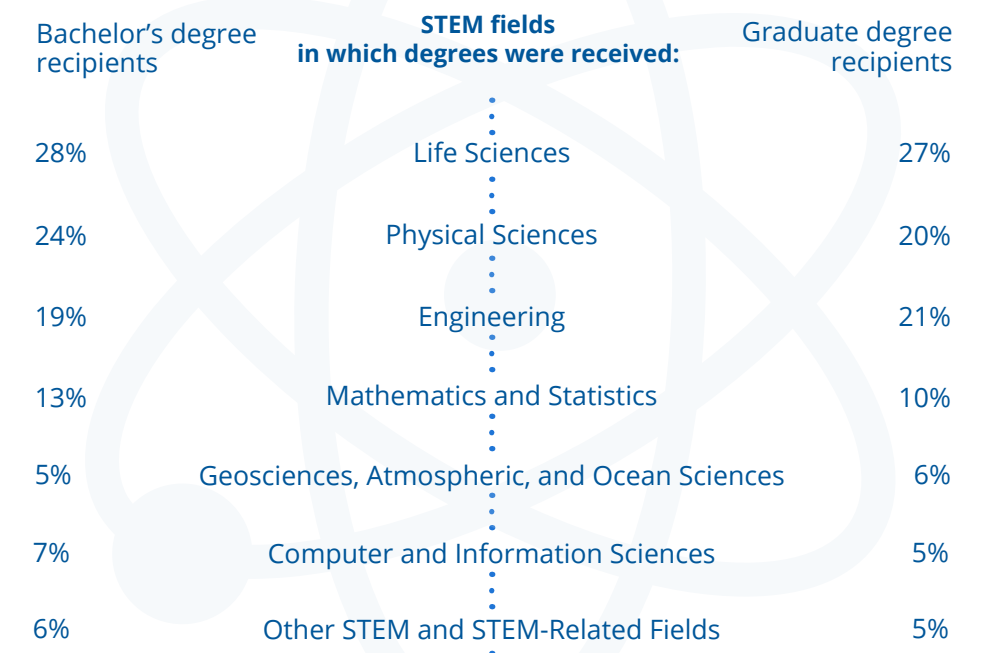 Bachelor's degree
recipients
STEM fields
in which degrees were received:
Graduate degree
recipients
28% Life Sciences 27%
24% Physical Sciences 20%
19% Engineering 21%
13% Mathematics and Statistics 10%
5% Geosciences, Atmospheric, and Ocean Sciences 6%
7% Computer and Information Sciences 5%
6% Other STEM and STEM-Related Fields 5%